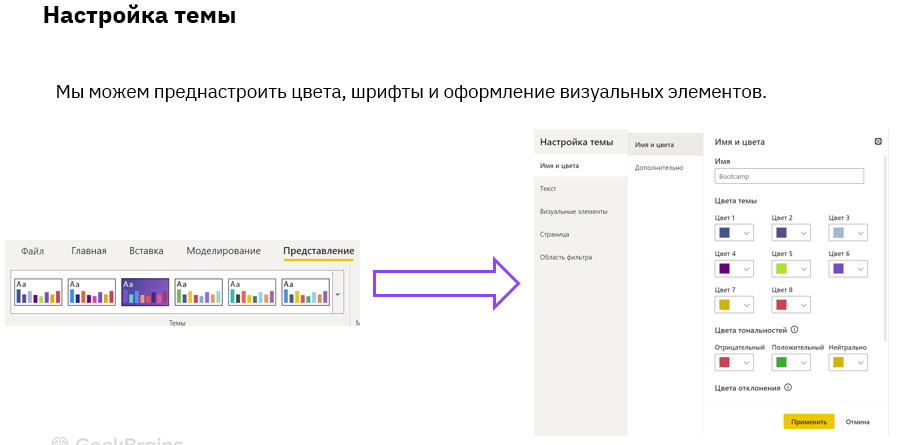 Настройка темы
Мы можем преднастроить цвета, шрифты и оформление визуальных элементов.
Файл Главная Вставка Моделирование Представление
Aa Aa Aa Aa Aa Aa
Темы
Настройка темы
Имя и цвета
Текст
Визуальные элементы
Страница
Область фильтра
Имя и цвета
Дополнительно
Имя и цвета
Имя
Bootcamp
Цвета темы
Цвет 1 Цвет 2 Цвет 3
Цвет 4 Цвет 5 Цвет 6
Цвет 7 Цвет 8
Цвета тональностей
Отрицательный Положительный Нейтрально
Цвета отклонения
Применить Отмена
GeekBrains